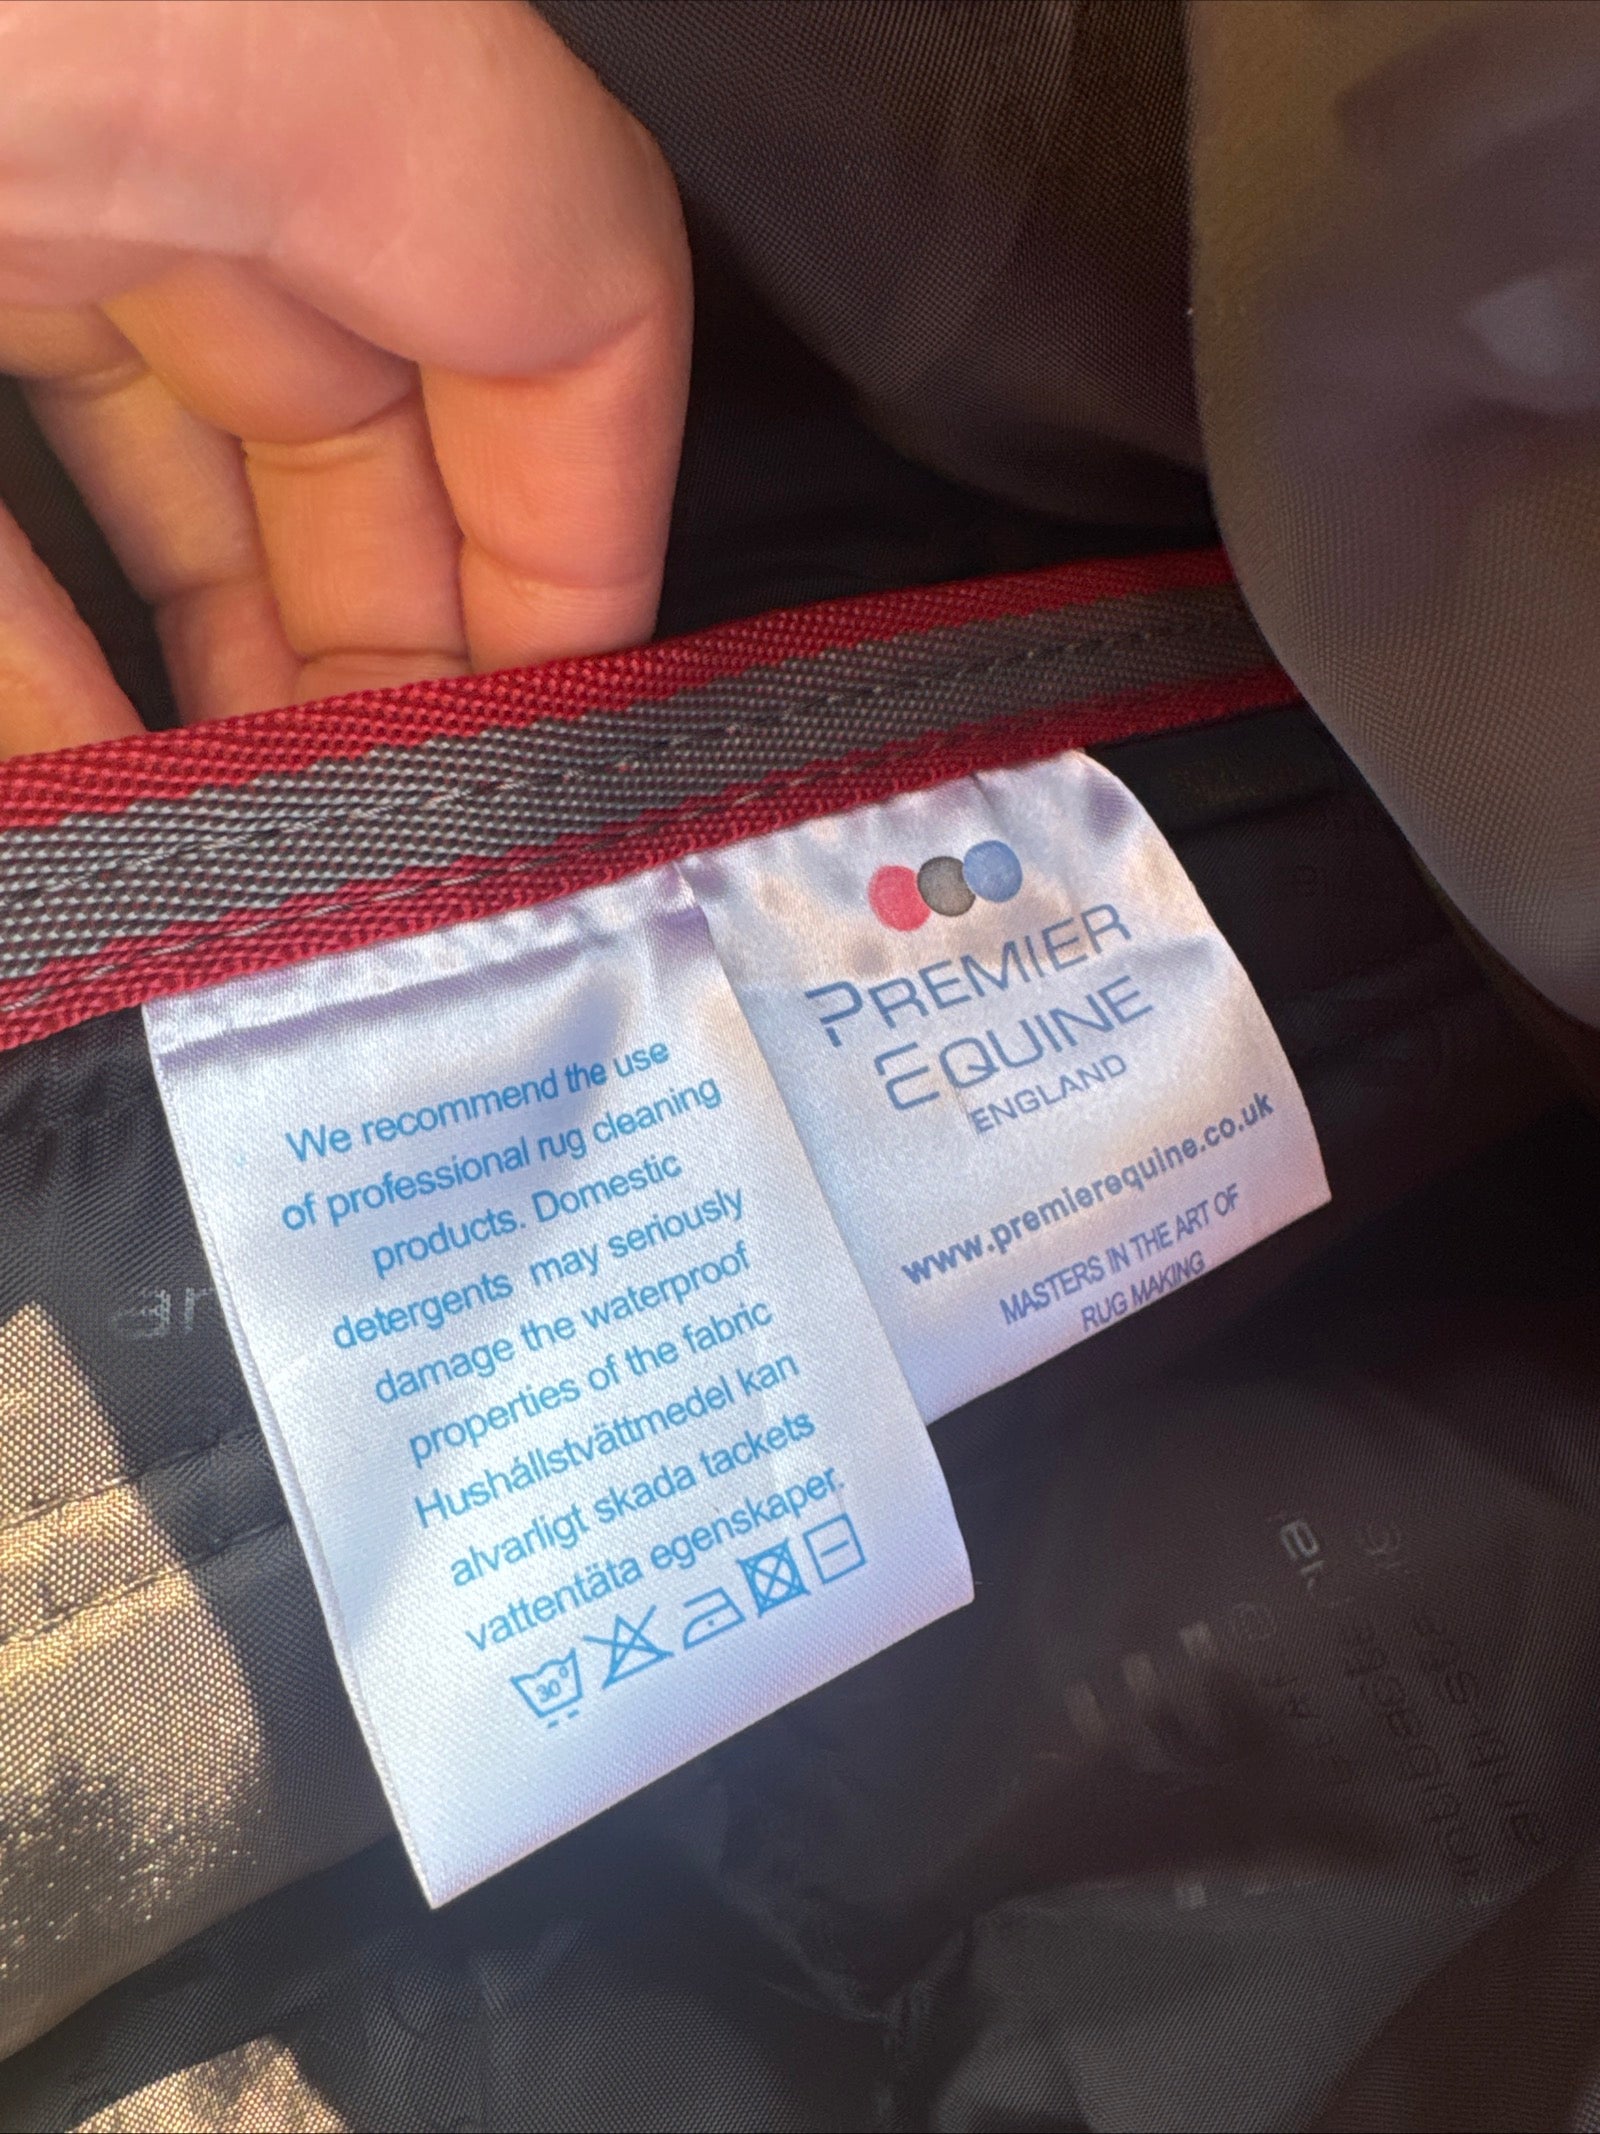 We recommend the use
of professional rug cleaning
products. Domestic
detergents may seriously
damage the waterproof
properties of the fabric
Hushållstvättmedel kan
alvarligt skada tackets
vattentäta egenskaper.
30°
PREMIER
EQUINE
ENGLAND
www.premierequine.co.uk
MASTERS IN THE ART OF
RUG MAKING